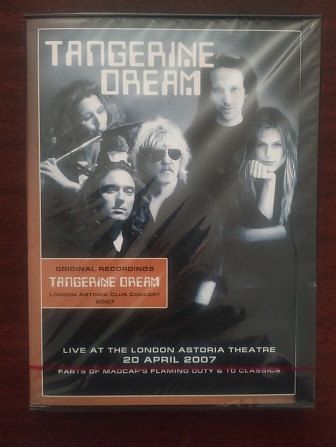 TANGERINE
DREAM
ORIGINAL RECORDINGS
TANGERINE DREAM
LONDON ASTORIA CLUB CONCERT
2007
LIVE AT THE LONDON ASTORIA THEATRE
20 APRIL 2007
PARTS OF MADCAP'S FLAMING DUTY & TD CLASSICS